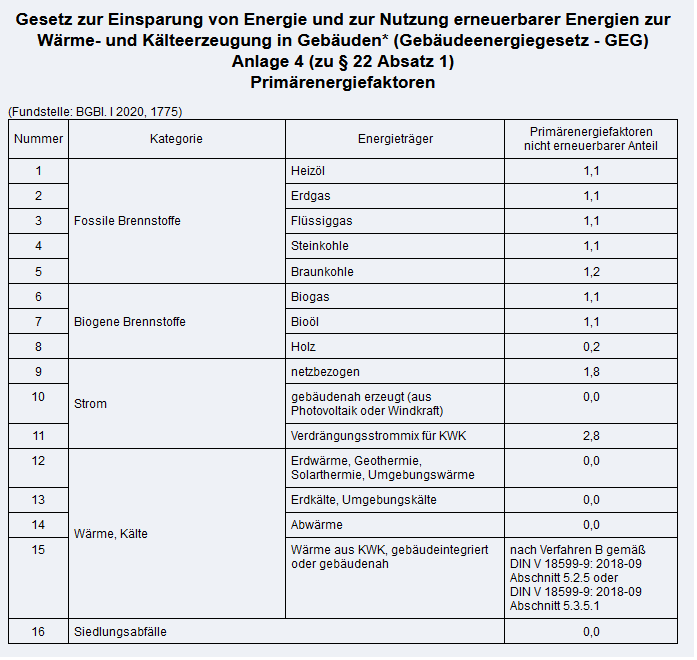 Gesetz zur Einsparung von Energie und zur Nutzung erneuerbarer Energien zur
Wärme- und Kälteerzeugung in Gebäuden* (Gebäudeenergiegesetz - GEG)
Anlage 4 (zu § 22 Absatz 1)
Primärenergiefaktoren
(Fundstelle: BGBl. I 2020, 1775)
Nummer Kategorie Energieträger Primärenergiefaktoren
nicht erneuerbarer Anteil
1 Fossile Brennstoffe Heizöl 1,1
2 Erdgas 1,1
3 Flüssiggas 1,1
4 Steinkohle 1,1
5 Braunkohle 1,2
6 Biogene Brennstoffe Biogas 1,1
7 Bioöl 1,1
8 Holz 0,2
9 Strom netzbezogen 1,8
10 gebäudenah erzeugt (aus 0,0
Photovoltaik oder Windkraft)
11 Verdrängungsstrommix für KWK 2,8
12 Wärme, Kälte Erdwärme, Geothermie, 0,0
Solarthermie, Umgebungswärme
13 Erdkälte, Umgebungskälte 0,0
14 Abwärme 0,0
15 Wärme aus KWK, gebäudeintegriert nach Verfahren B gemäß
oder gebäudenah DIN V 18599-9: 2018-09
Abschnitt 5.2.5 oder
DIN V 18599-9: 2018-09
Abschnitt 5.3.5.1
16 Siedlungsabfälle 0,0